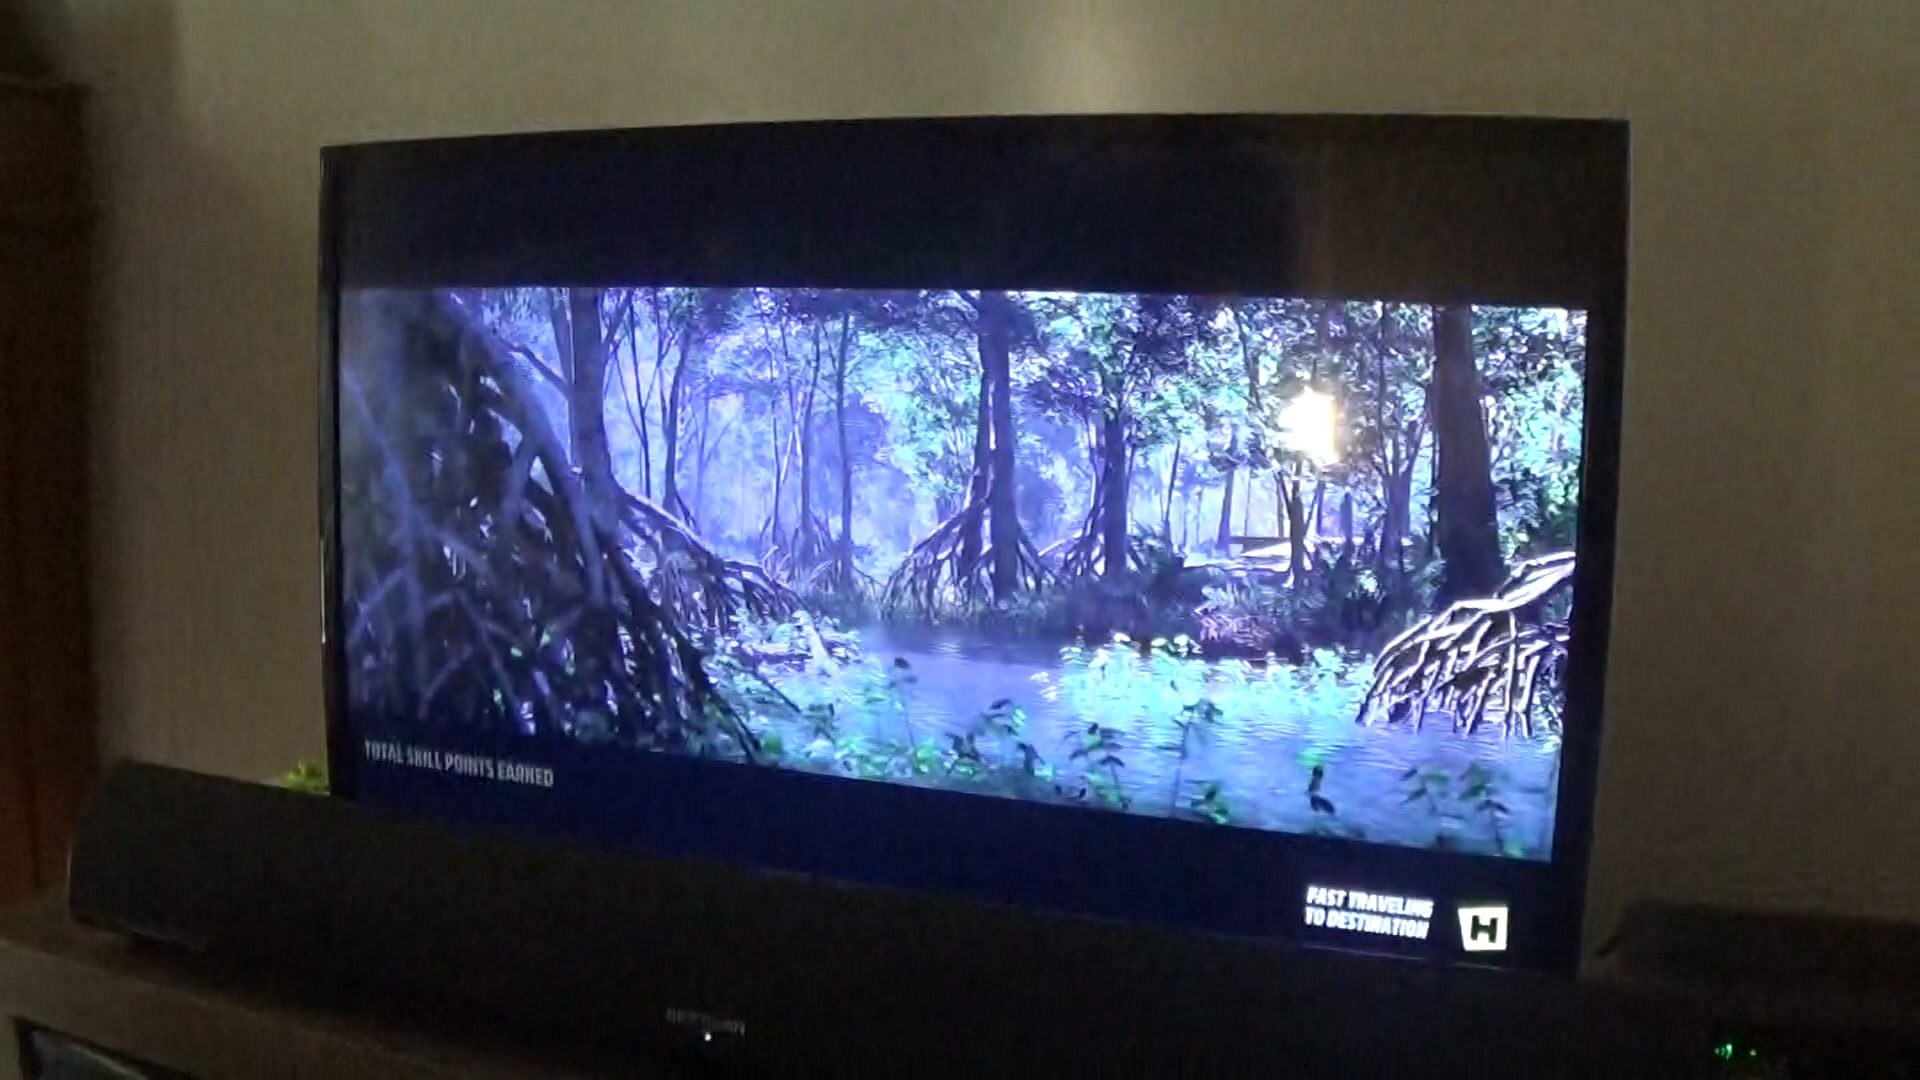 TOTAL SKILL POINTS EARNED
FAST TRAVELING
TO DESTINATION
H